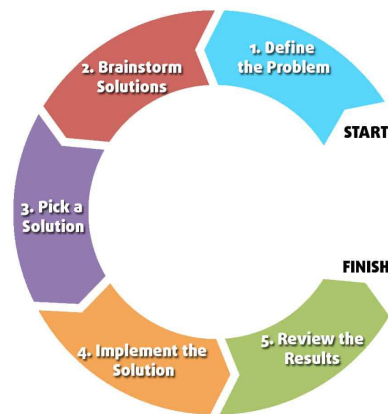 1. Define
the Problem
START
2. Brainstorm
Solutions
3. Pick a
Solution
4. Implement the
Solution
5. Review the
Results
FINISH